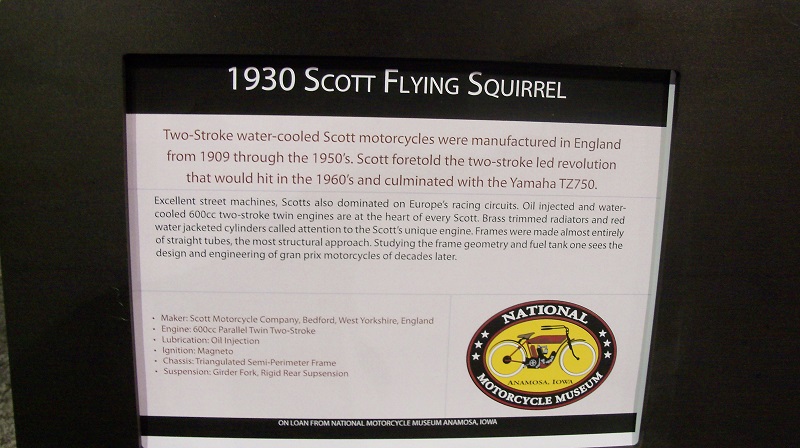 1930 SCOTT FLYING SQUIRREL
Two-Stroke water-cooled Scott motorcycles were manufactured in England
from 1909 through the 1950's. Scott foretold the two-stroke led revolution
that would hit in the 1960's and culminated with the Yamaha TZ750.
Excellent street machines, Scotts also dominated on Europe's racing circuits. Oil injected and water-
cooled 600cc two-stroke twin engines are at the heart of every Scott. Brass trimmed radiators and red
water jacketed cylinders called attention to the Scott's unique engine. Frames were made almost entirely
of straight tubes, the most structural approach. Studying the frame geometry and fuel tank one sees the
design and engineering of gran prix motorcycles of decades later.
• Maker: Scott Motorcycle Company, Bedford, West Yorkshire, England
• Engine: 600cc Parallel Twin Two-Stroke
• Lubrication: Oil Injection
• Ignition: Magneto
• Chassis: Triangulated Semi-Perimeter Frame
• Suspension: Girder Fork, Rigid Rear Supsension
NATIONAL
ANAMOSA, IOWA
MOTORCYCLE MUSEUM
ON LOAN FROM NATIONAL MOTORCYCLE MUSEUM ANAMOSA, IOWA